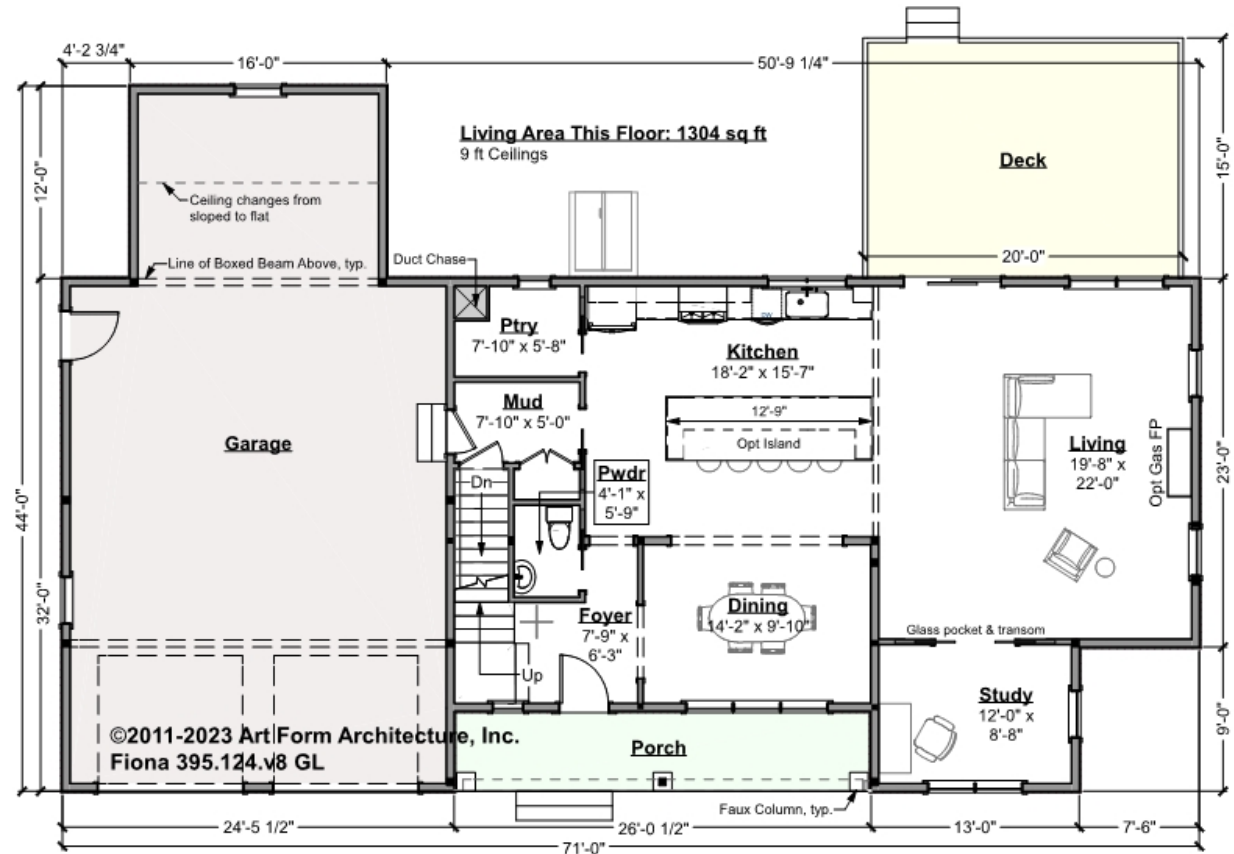 4'-2 3/4"
16'-0"
50'-9 1/4"
Living Area This Floor: 1304 sq ft
9 ft Ceilings
Deck
15'-0"
12'-0"
Ceiling changes from
sloped to flat
Line of Boxed Beam Above, typ.
Duct Chase
20'-0"
Ptry
7'-10" x 5'-8"
DW
Kitchen
18'-2" x 15'-7"
Mud
7'-10" x 5'-0"
12'-9"
Opt Island
Garage
Living
19'-8" x
22'-0"
Opt Gas FP
23'-0"
44'-0"
Dn
Pwdr
4'-1" x
5'-9"
32'-0"
Foyer
7'-9" x
6'-3"
Dining
14'-2" x 9'-10"
Glass pocket & transom
Up
Study
12'-0" x
8'-8"
9'-0"
©2011-2023 Art Form Architecture, Inc.
Fiona 395.124.v8 GL
Porch
Faux Column, typ.
24'-5 1/2"
26'-0 1/2"
13'-0"
7'-6"
71'-0"